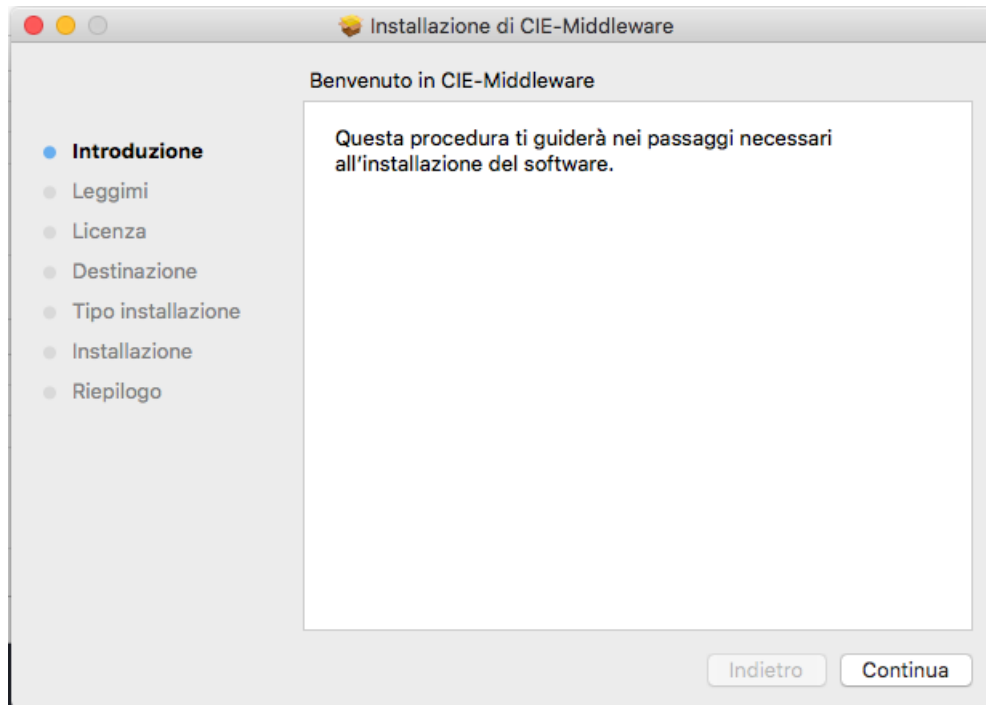 Installazione di CIE-Middleware
Benvenuto in CIE-Middleware
Introduzione
Leggimi
Licenza
Destinazione
Tipo installazione
Installazione
Riepilogo
Questa procedura ti guiderà nei passaggi necessari
all'installazione del software.
Indietro
Continua